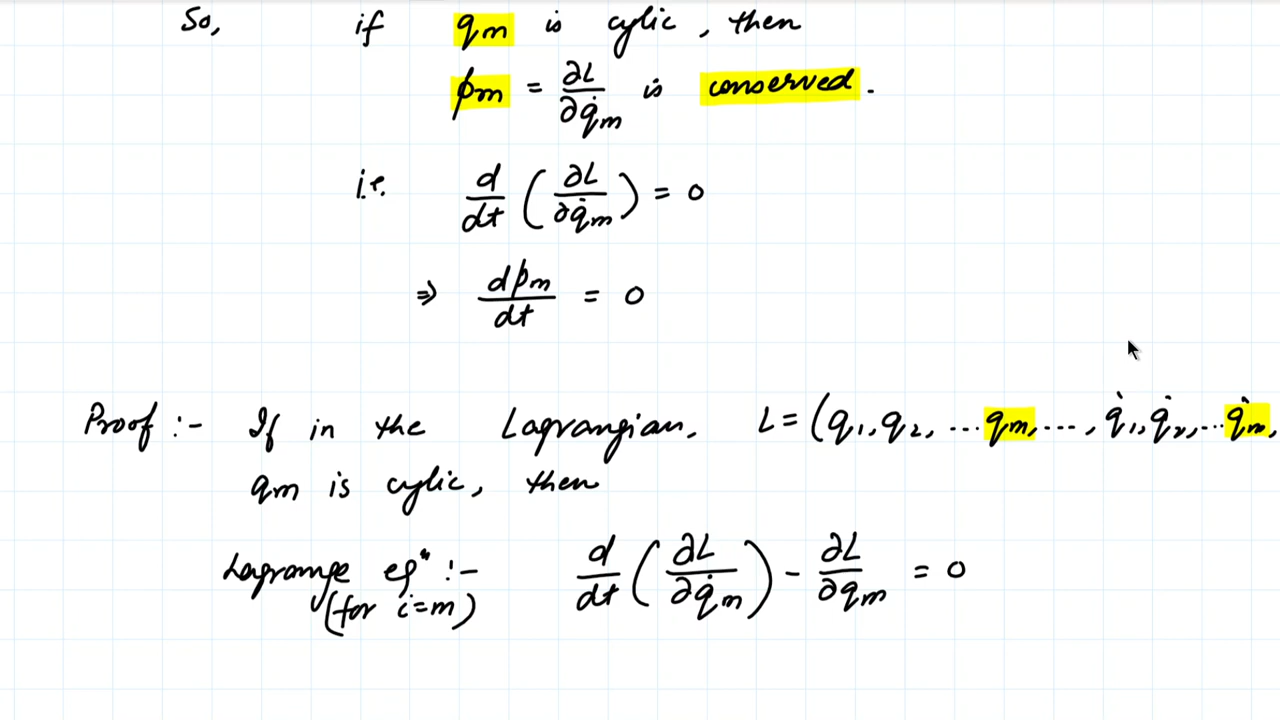 So, if qm is cylic, then
pm = ∂L/∂q̇m is conserved.
i.e. d/dt (∂L/∂q̇m) = 0
⇒ dpm/dt = 0
Proof :- If in the Lagrangian, L = (q1, q2, ... qm, ..., q̇1, q̇2, ... q̇m,
qm is cylic, then
Lagrange eqⁿ :- d/dt (∂L/∂q̇m) - ∂L/∂qm = 0
(for i=m)